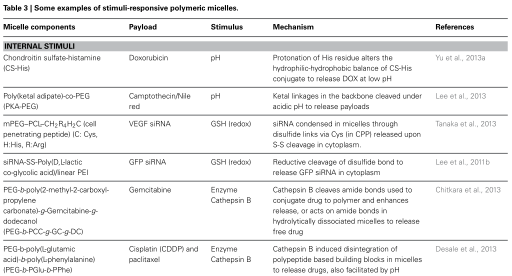 Table 3 | Some examples of stimuli-responsive polymeric micelles.
Micelle components Payload Stimulus Mechanism References
INTERNAL STIMULI
Chondroitin sulfate-histamine Doxorubicin pH Protonation of His residue alters the Yu et al., 2013a
(CS-His) hydrophilic-hydrophobic balance of CS-His
conjugate to release DOX at low pH
Poly(ketal adipate)-co-PEG Camptothecin/Nile pH Ketal linkages in the backbone cleaved under Lee et al., 2013
(PKA-PEG) red acidic pH to release payloads
mPEG–PCL–CH2R4H2C (cell VEGF siRNA GSH (redox) siRNA condensed in micelles through Tanaka et al., 2013
penetrating peptide) (C: Cys, disulfide links via Cys (in CPP) released upon
H:His, R:Arg) S-S cleavage in cytoplasm.
siRNA-SS-Poly(D,L-lactic GFP siRNA GSH (redox) Reductive cleavage of disulfide bond to Lee et al., 2011b
co-glycolic acid)/linear PEI release GFP siRNA in cytoplasm
PEG-b-poly(2-methyl-2-carboxyl- Gemcitabine Enzyme Cathepsin B cleaves amide bonds used to Chitkara et al., 2013
propylene Cathepsin B conjugate drug to polymer and enhances
carbonate)-g-Gemcitabine-g- release, or acts on amide bonds in
dodecanol hydrolytically dissociated micelles to release
(PEG-b-PCC-g-GC-g-DC) free drug
PEG-b-poly(L-glutamic Cisplatin (CDDP) and Enzyme Cathepsin B induced disintegration of Desale et al., 2013
acid)-b-poly(L-phenylalanine) paclitaxel Cathepsin B polypeptide based building blocks in micelles
(PEG-b-PGlu-b-PPhe) to release drugs, also facilitated by pH